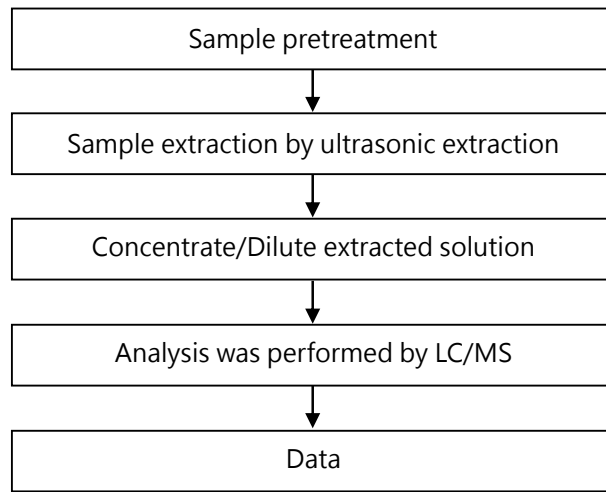 Sample pretreatment
Sample extraction by ultrasonic extraction
Concentrate/Dilute extracted solution
Analysis was performed by LC/MS
Data